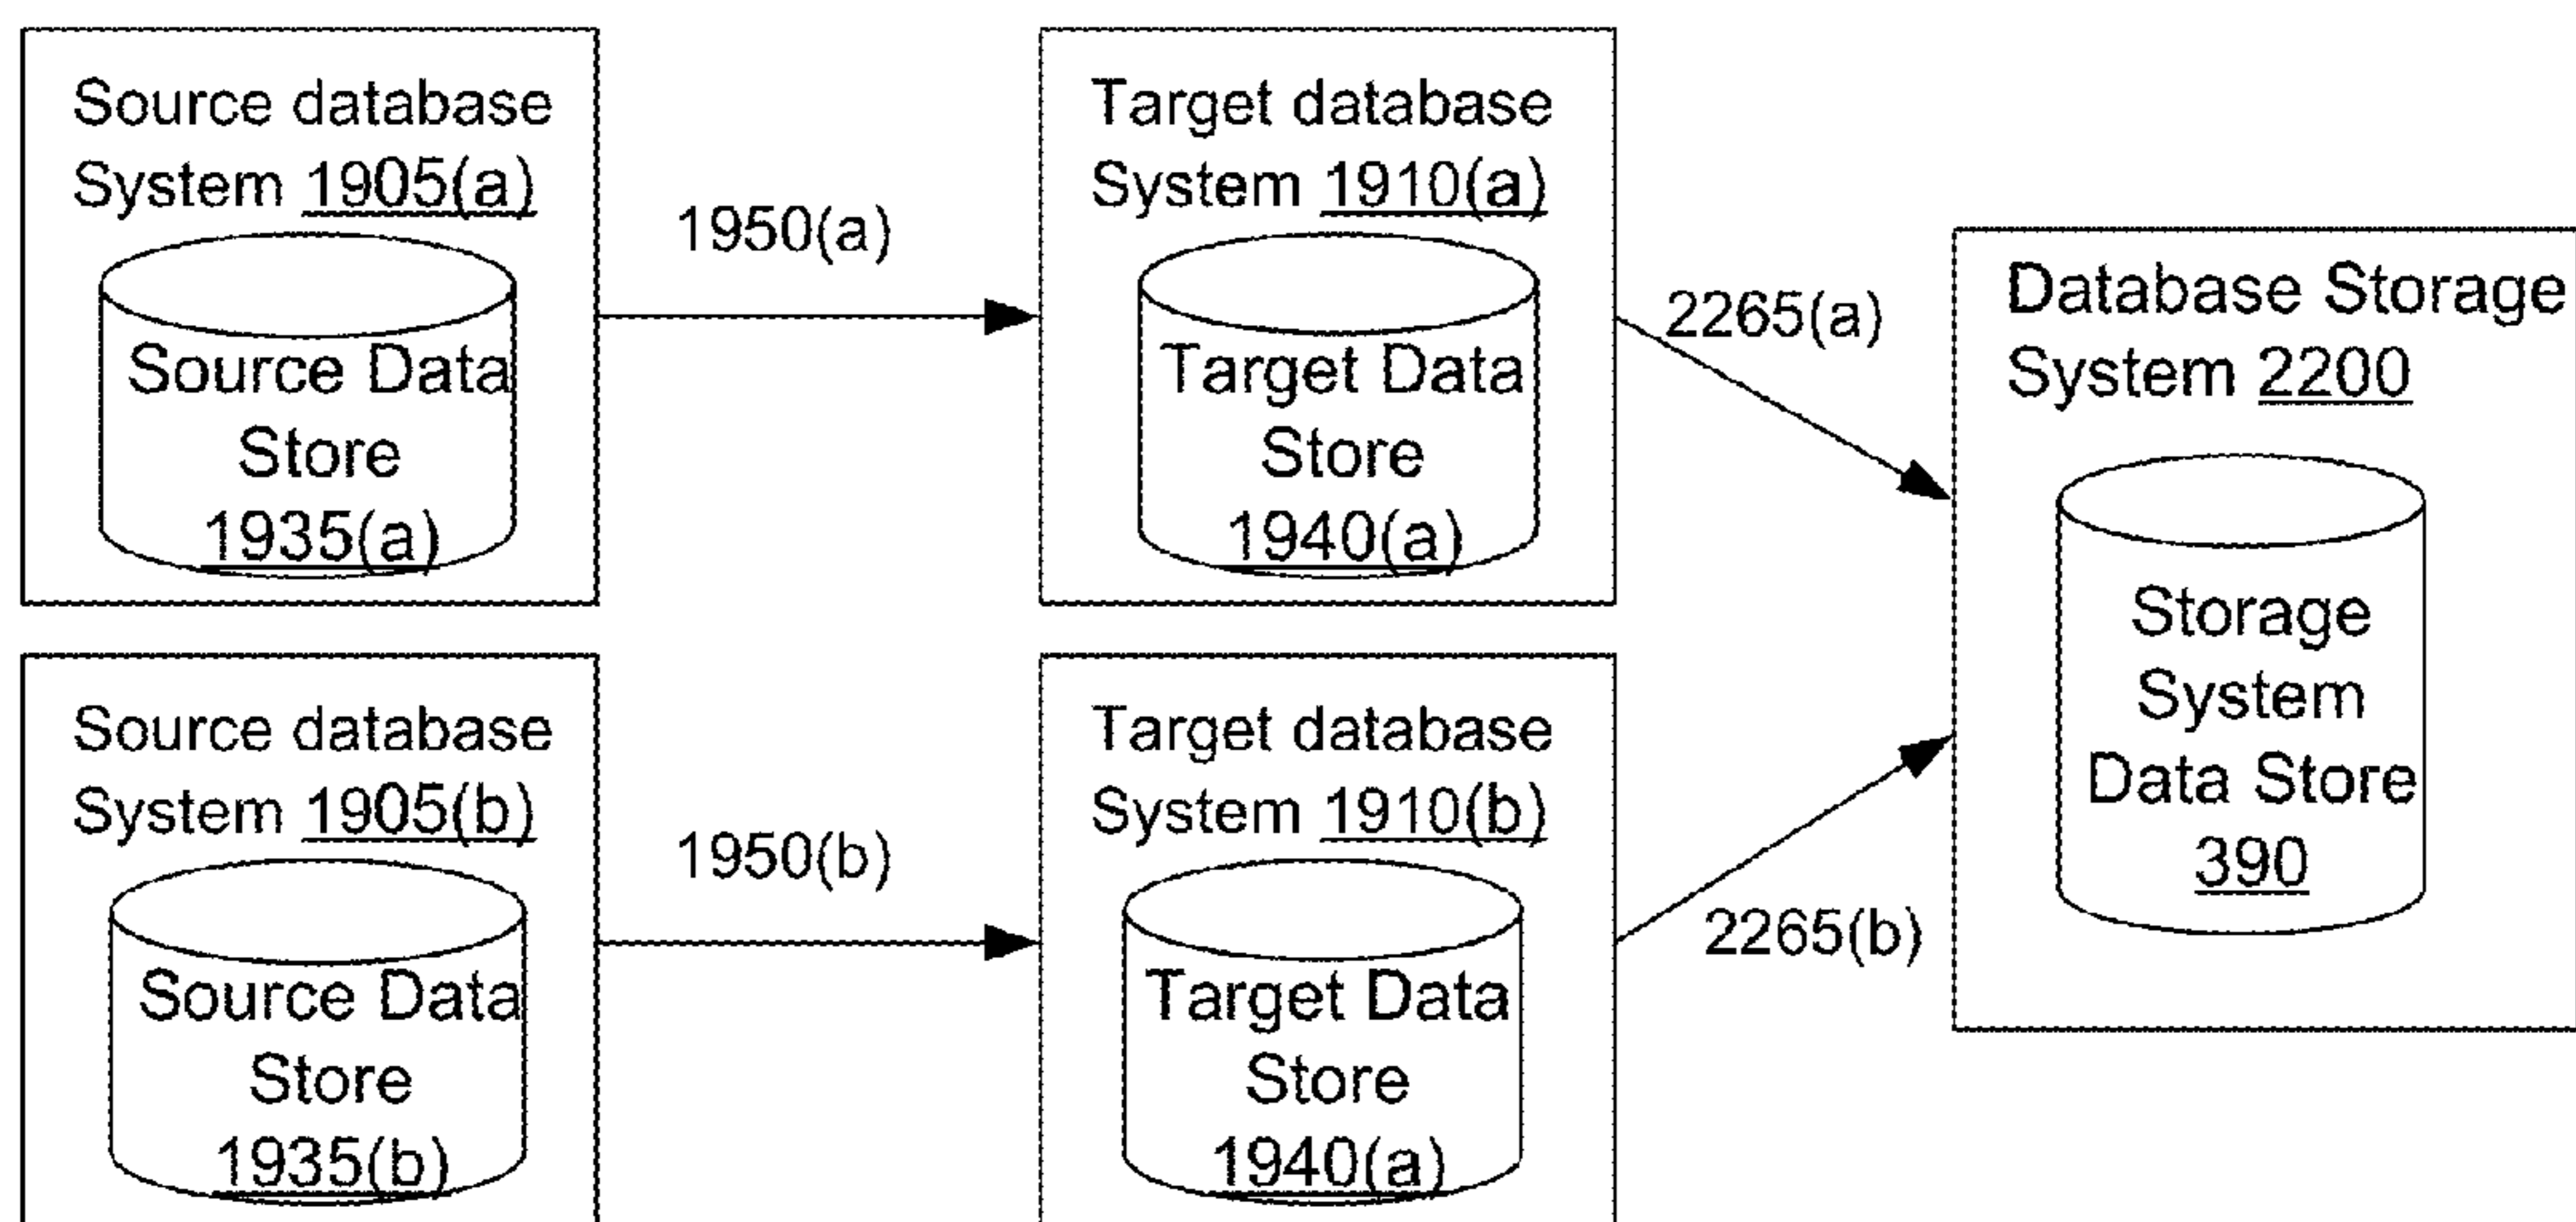 Source database
System 1905(a)
Source Data
Store
1935(a)
1950(a)
Target database
System 1910(a)
Target Data
Store
1940(a)
2265(a)
Database Storage
System 2200
Storage
System
Data Store
390
Source database
System 1905(b)
Source Data
Store
1935(b)
1950(b)
Target database
System 1910(b)
Target Data
Store
1940(a)
2265(b)